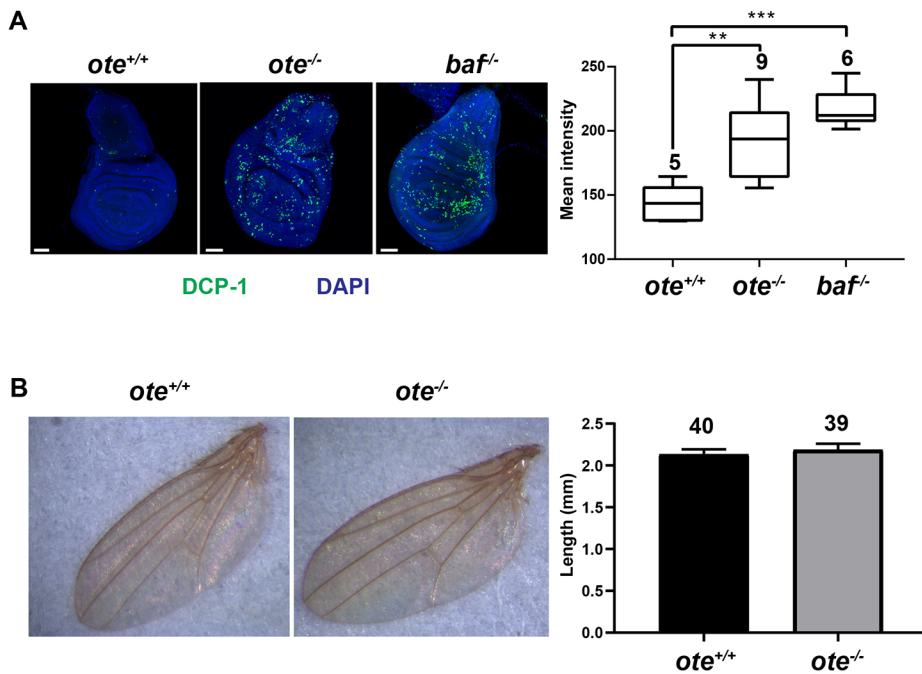 A
ote+/+
ote-/-
baf-/-
DCP-1
DAPI
***
**
9
6
5
Mean intensity
250
200
150
100
ote+/+
ote-/-
baf-/-
B
ote+/+
ote-/-
40
39
Length (mm)
2.5
2.0
1.5
1.0
0.5
0.0
ote+/+
ote-/-